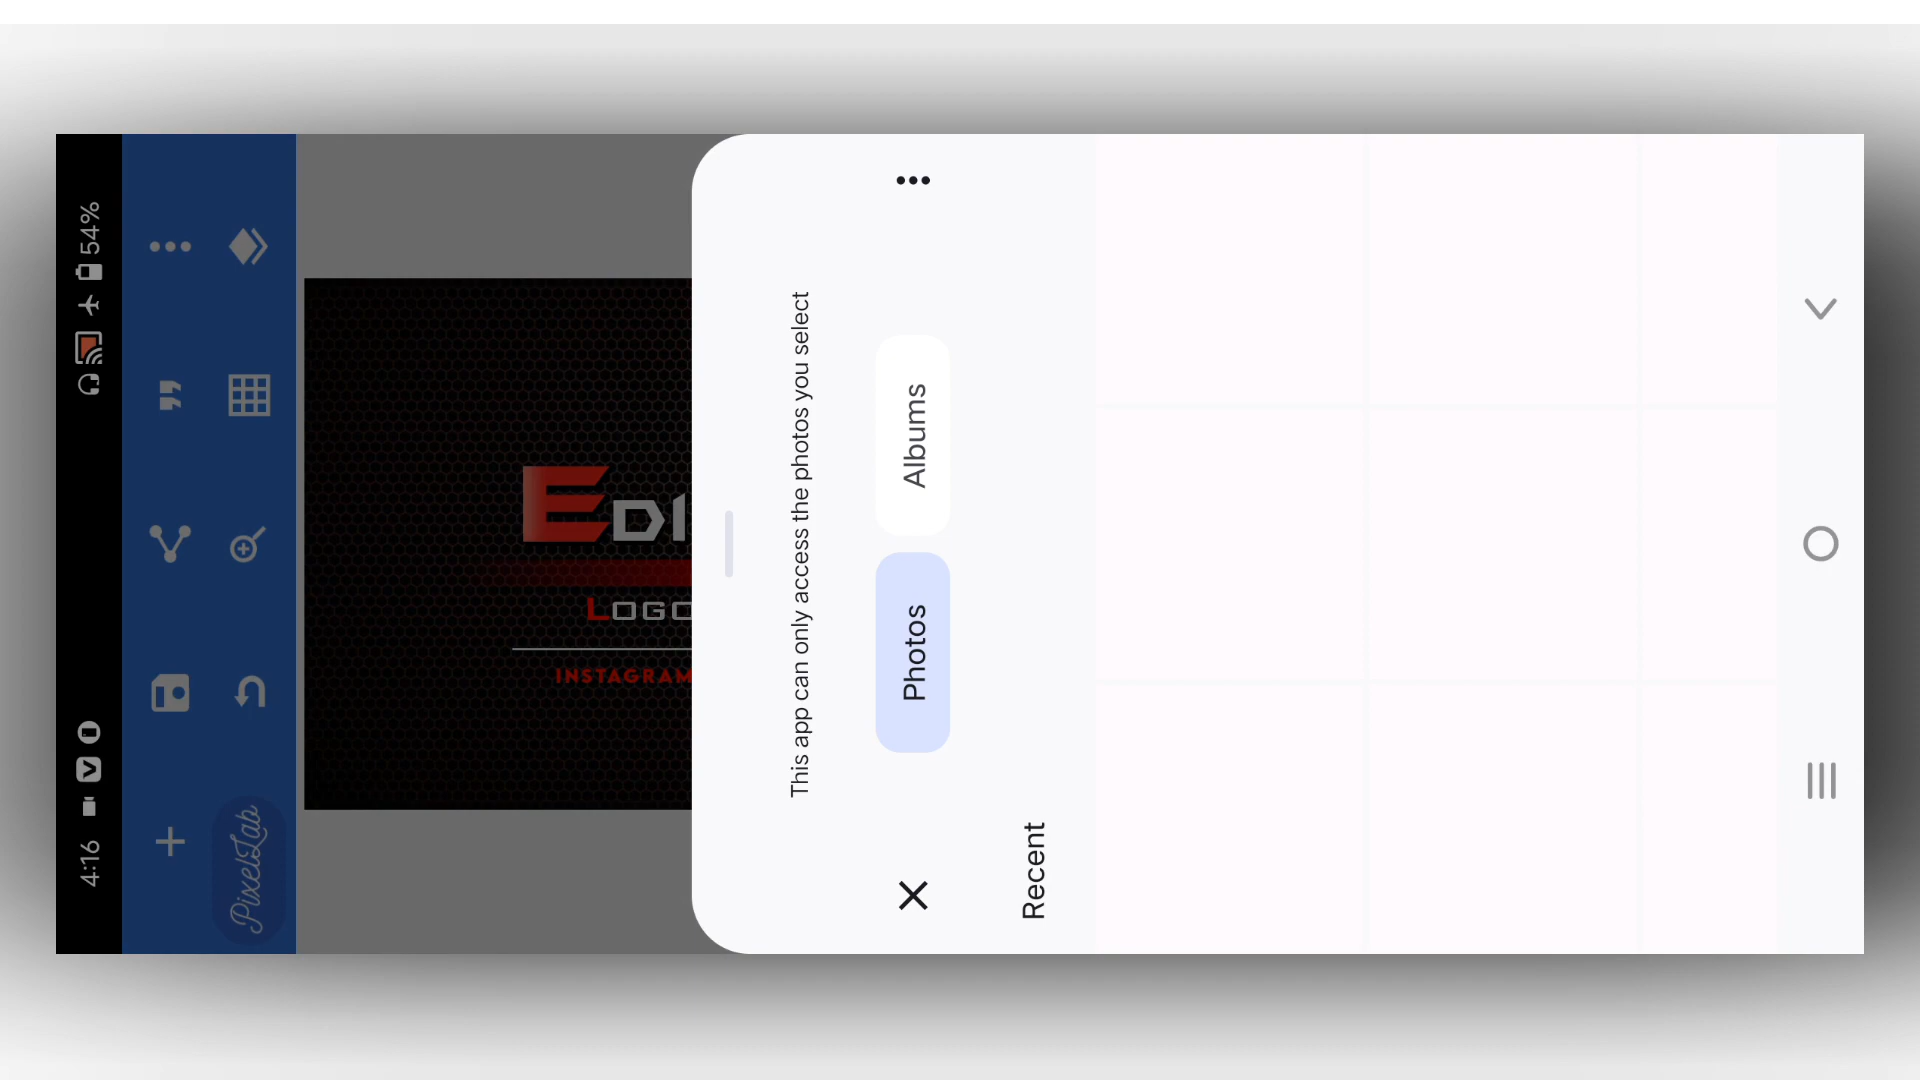 4:16
54%
PixelLab
EDI
LOGO
INSTAGRAM
This app can only access the photos you select
Photos
Albums
Recent